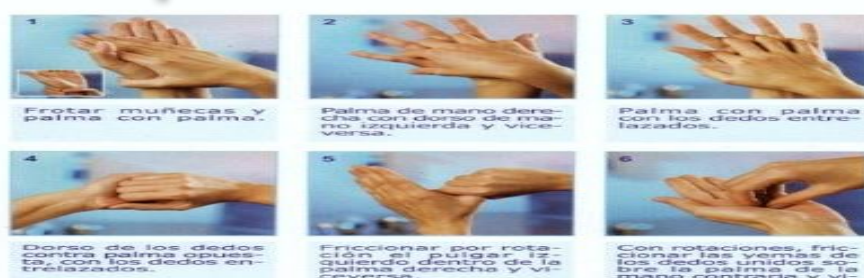 1
Frotar muñecas y
palma con palma.
2
Palma de mano dere-
cha con dorso de ma-
no izquierda y vice-
versa.
3
Palma con palma
con los dedos entre-
lazados.
4
Dorso de los dedos
contra palma opues-
ta, con los dedos en-
trelazados.
5
Friccionar por rota-
ción el pulgar iz-
quierdo dentro de la
palma derecha y vi-
ceversa.
6
Con rotaciones, fric-
cionar las yemas de
los dedos unidos so-
bre la palma de la
mano